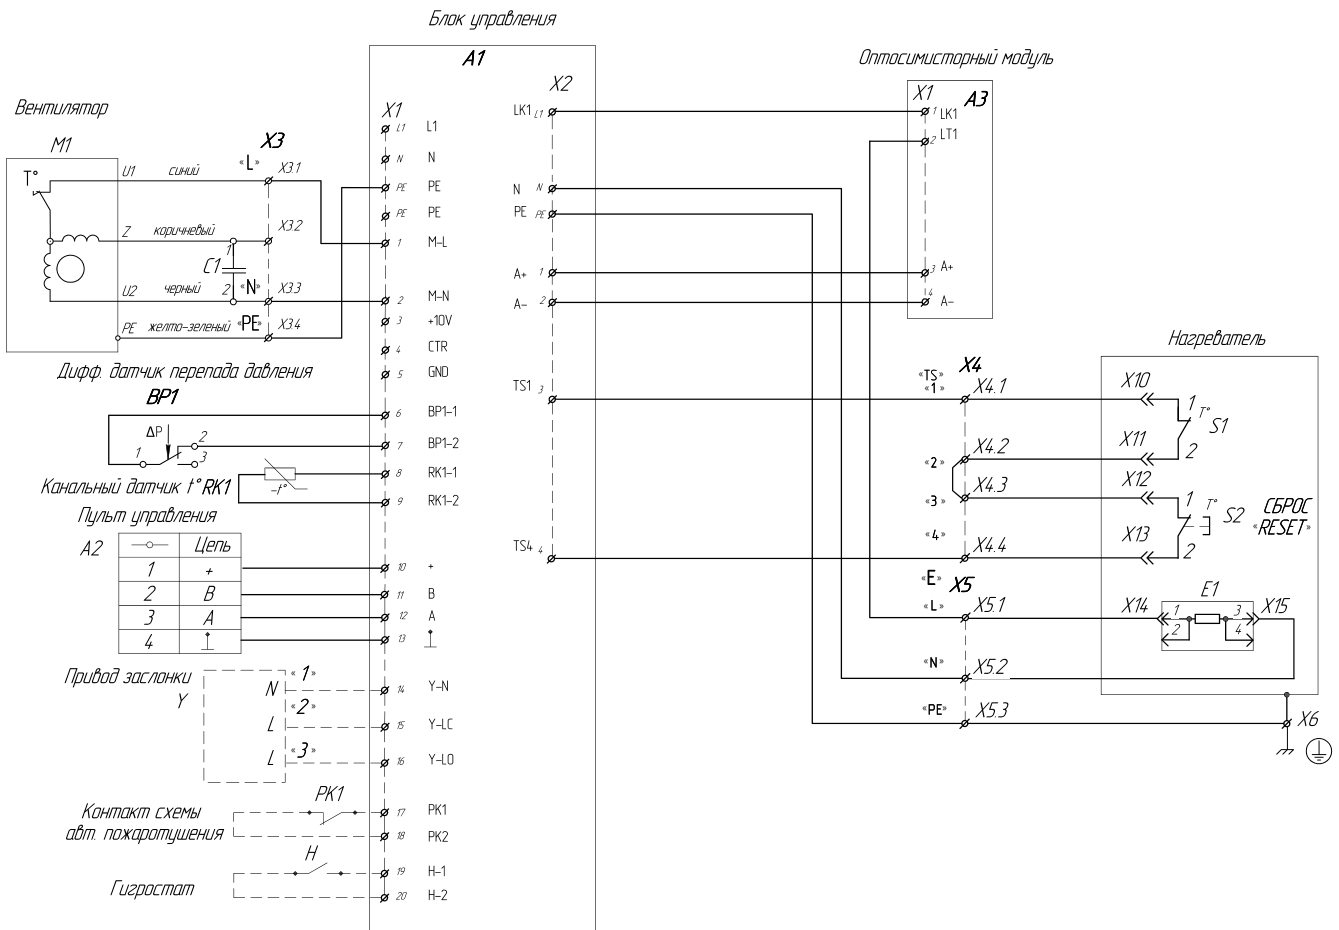 Блок управления
A1
Оптосимисторный модуль
X1
A3
1 LK1
2 LT1
3 A+
4 A-
X1
L1 L1
N N
PE PE
PE PE
1 M-L
2 M-N
3 +10V
4 CTR
5 GND
6 BP1-1
7 BP1-2
8 RK1-1
9 RK1-2
10 +
11 B
12 A
13
14 Y-N
15 Y-LC
16 Y-LO
17 PK1
18 PK2
19 H-1
20 H-2
X2
LK1 L1
N N
PE PE
A+ 1
A- 2
TS1 3
TS4 4
Вентилятор
M1
T°
X3
U1 синий «L» X3.1
Z коричневый X3.2
1
C1
2 «N»
U2 черный X3.3
PE желто-зеленый «PE» X3.4
Дифф. датчик перепада давления
BP1
ΔP
1 2 3
Канальный датчик t° RK1
-t°
Пульт управления
A2
Цепь
1 +
2 B
3 A
4
Привод заслонки
Y
N «1»
L «2»
L «3»
Контакт схемы
авт. пожаротушения
PK1
H
Гигростат
Нагреватель
«TS» X4
«1» X4.1 X10
1 T° S1
2
«2» X4.2 X11
«3» X4.3 X12
1 T° S2
2
СБРОС
«RESET»
«4» X4.4 X13
«E» X5
«L» X5.1 X14
E1
1 3
2 4
X15
«N» X5.2
«PE» X5.3
X6